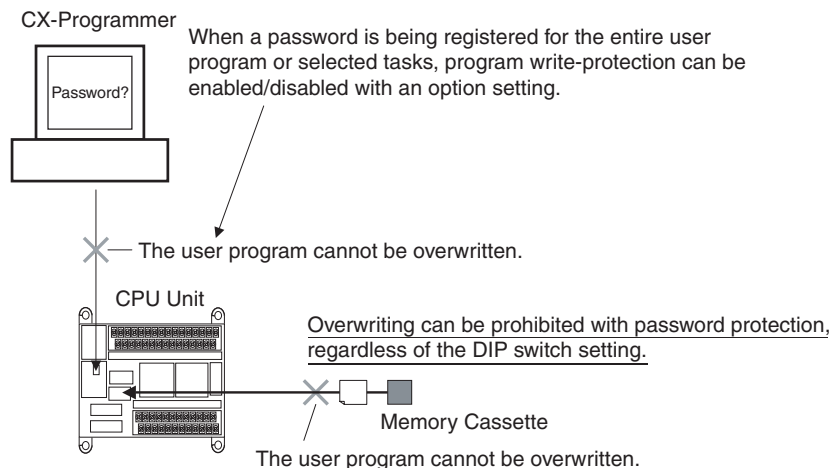 CX-Programmer
When a password is being registered for the entire user
program or selected tasks, program write-protection can be
enabled/disabled with an option setting.
Password?
The user program cannot be overwritten.
CPU Unit
Overwriting can be prohibited with password protection,
regardless of the DIP switch setting.
Memory Cassette
The user program cannot be overwritten.